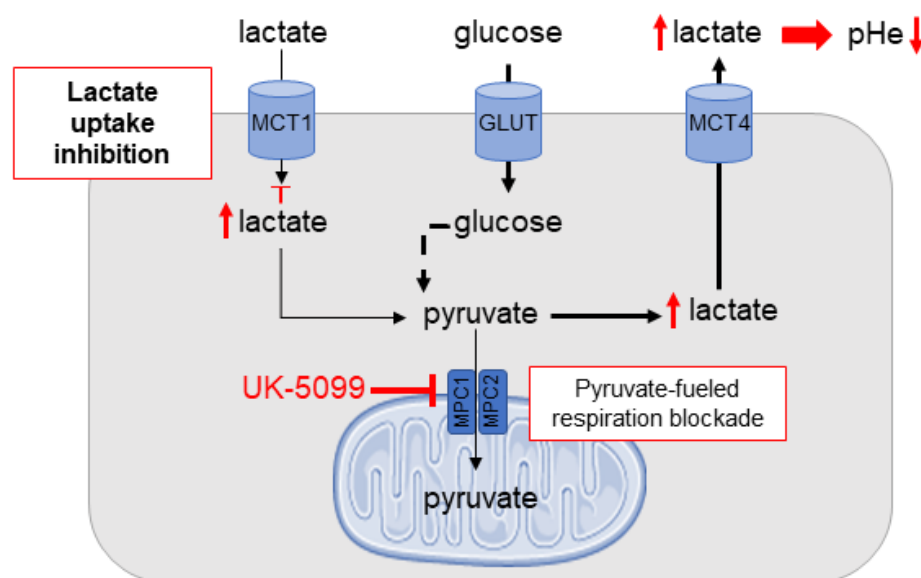 lactate
glucose
lactate
pHe
Lactate
uptake
inhibition
MCT1
GLUT
MCT4
lactate
glucose
pyruvate
lactate
UK-5099
MPC1
MPC2
Pyruvate-fueled
respiration blockade
pyruvate